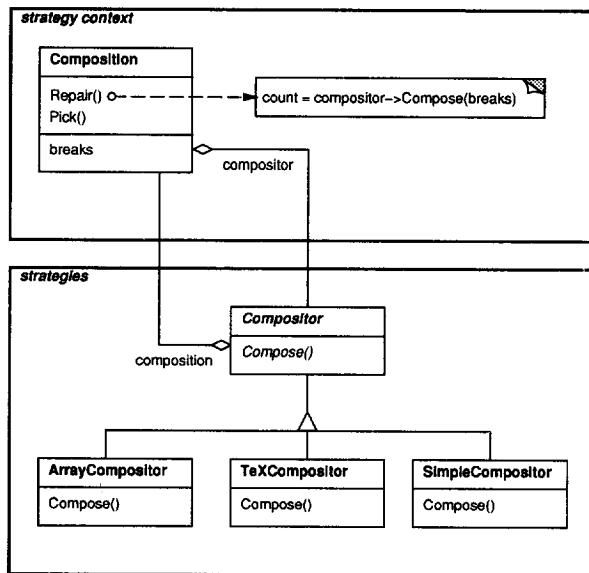 strategy context
Composition
Repair()
count = compositor->Compose(breaks)
Pick()
breaks
compositor
strategies
Compositor
Compose()
composition
ArrayCompositor
TeXCompositor
SimpleCompositor
Compose()
Compose()
Compose()